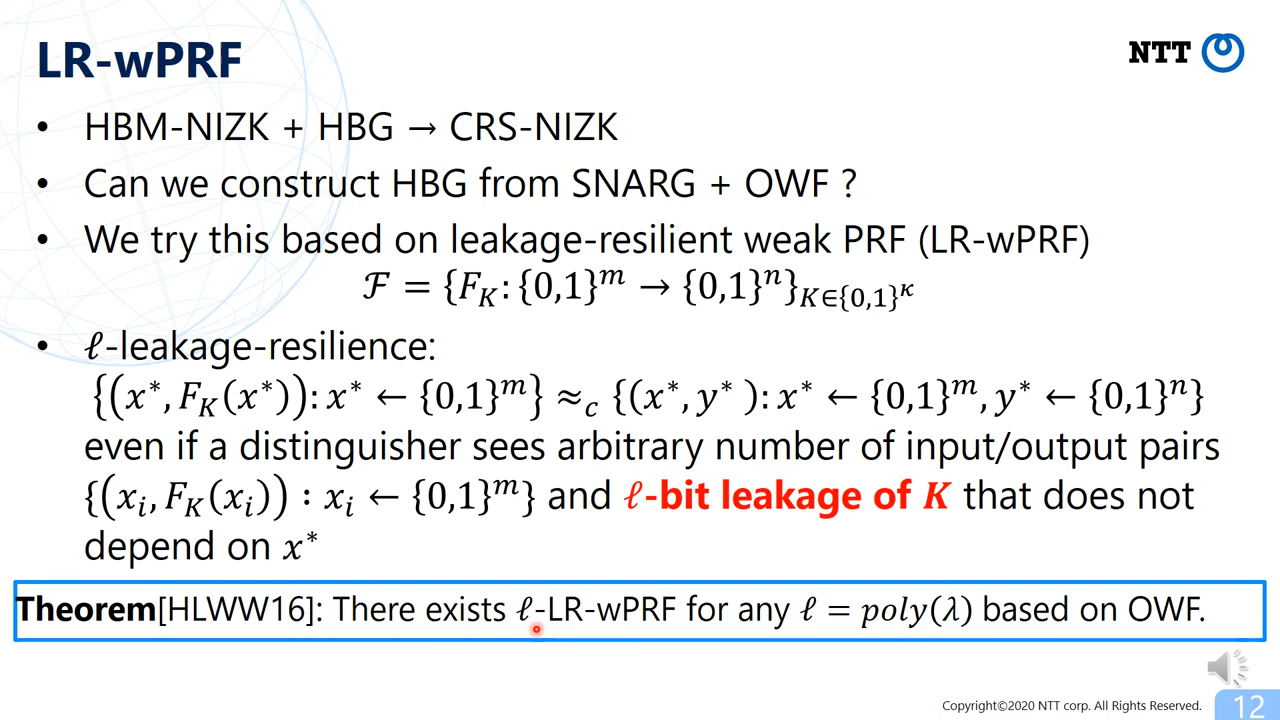 LR-wPRF
NTT
• HBM-NIZK + HBG → CRS-NIZK
• Can we construct HBG from SNARG + OWF ?
• We try this based on leakage-resilient weak PRF (LR-wPRF)
ℱ = {F_K: {0,1}^m → {0,1}^n}_{K∈{0,1}^κ}
• ℓ-leakage-resilience:
{(x*, F_K(x*)): x* ← {0,1}^m} ≈_c {(x*, y* ): x* ← {0,1}^m, y* ← {0,1}^n}
even if a distinguisher sees arbitrary number of input/output pairs
{(x_i, F_K(x_i)) : x_i ← {0,1}^m} and ℓ-bit leakage of K that does not
depend on x*
Theorem[HLWW16]: There exists ℓ-LR-wPRF for any ℓ = poly(λ) based on OWF.
Copyright©2020 NTT corp. All Rights Reserved.
12